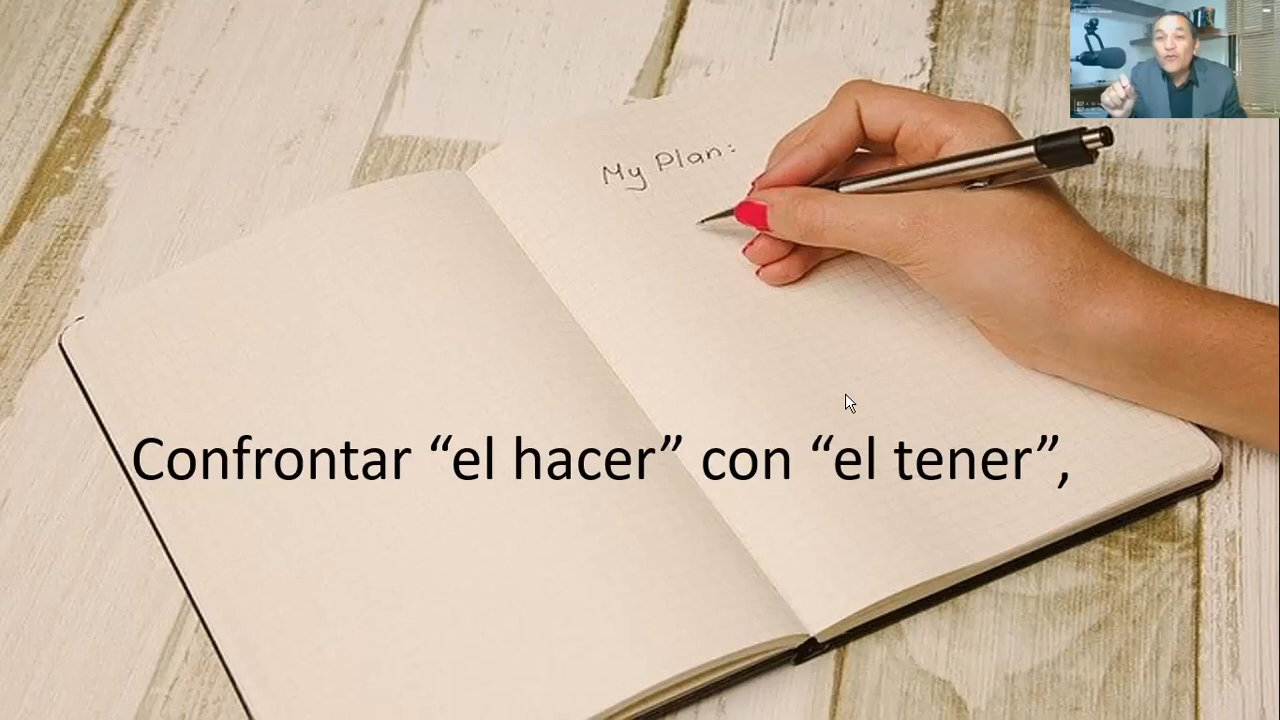 My Plan:
Confrontar “el hacer” con “el tener”,